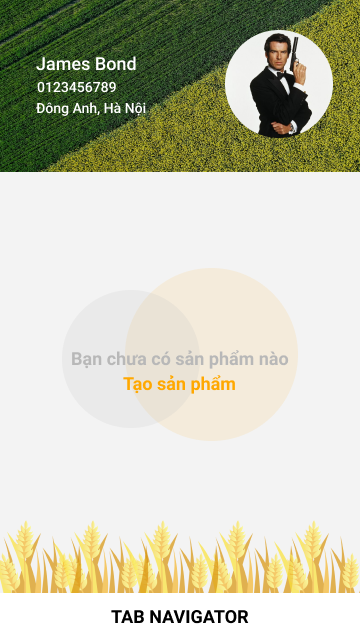 James Bond
0123456789
Đông Anh, Hà Nội
Bạn chưa có sản phẩm nào
Tạo sản phẩm
TAB NAVIGATOR